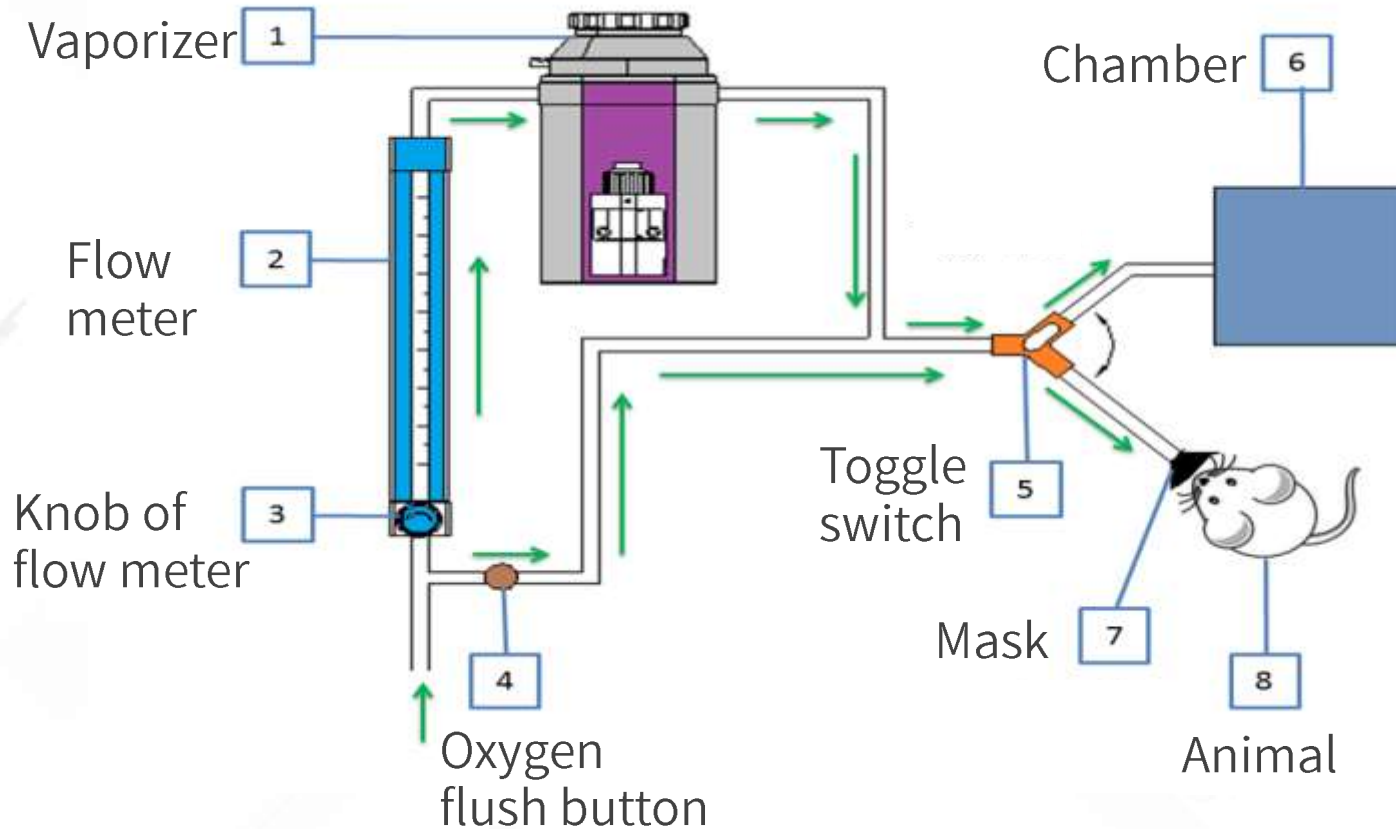 Vaporizer 1
Chamber 6
Flow
meter
2
Knob of
flow meter
3
4
Oxygen
flush button
Toggle
switch
5
Mask 7
8
Animal